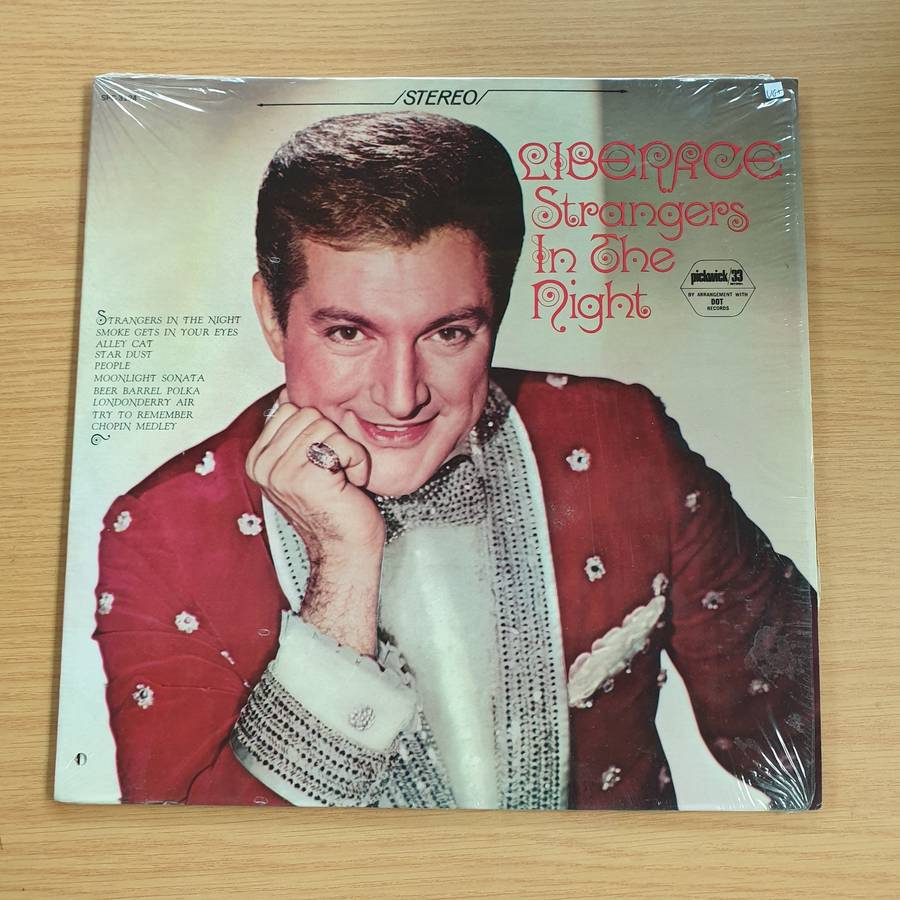 STEREO
VG+
LIBERACE
Strangers
In The
Night
pickwick/33
BY ARRANGEMENT WITH
DOT
RECORDS
STRANGERS IN THE NIGHT
SMOKE GETS IN YOUR EYES
ALLEY CAT
STAR DUST
PEOPLE
MOONLIGHT SONATA
BEER BARREL POLKA
LONDONDERRY AIR
TRY TO REMEMBER
CHOPIN MEDLEY